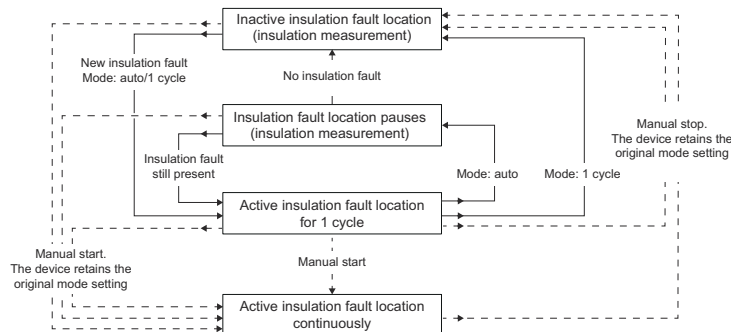 Inactive insulation fault location
(insulation measurement)
New insulation fault
Mode: auto/1 cycle
No insulation fault
Insulation fault location pauses
(insulation measurement)
Manual stop.
The device retains the
original mode setting
Insulation fault
still present
Mode: auto
Mode: 1 cycle
Active insulation fault location
for 1 cycle
Manual start.
The device retains the
original mode setting
Manual start
Active insulation fault location
continuously